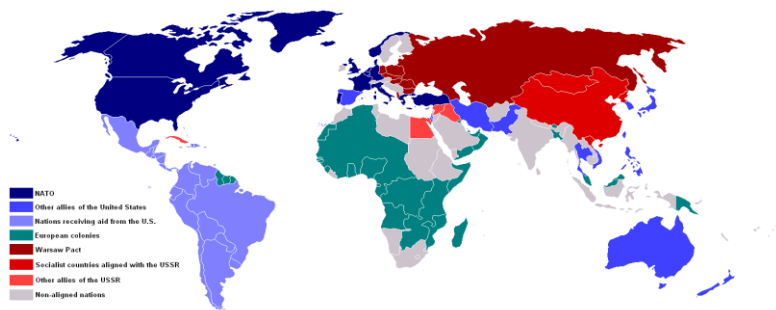 NATO
Other allies of the United States
Nations receiving aid from the U.S.
European colonies
Warsaw Pact
Socialist countries aligned with the USSR
Other allies of the USSR
Non-aligned nations